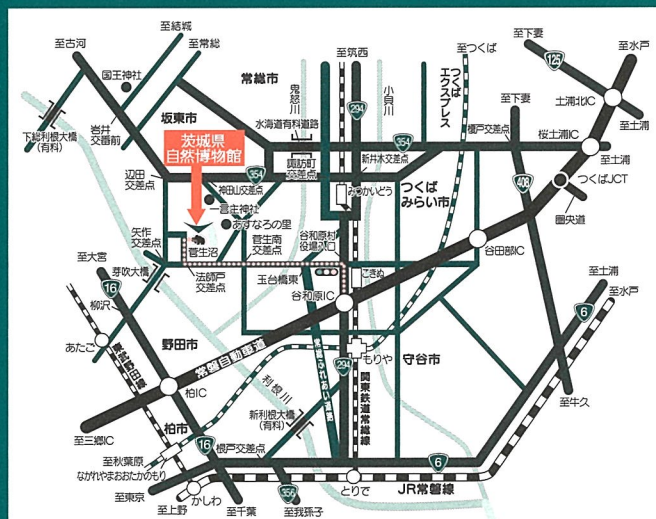 至結城
至古河
至常総
国王神社
常総市
坂東市
下総利根大橋
(有料)
岩井
交番前
茨城県
自然博物館
辺田
交差点
354
神田山交差点
一言主神社
あすなろの里
菅生沼
菅生南
交差点
矢作
交差点
法師戸
交差点
至大宮
芽吹大橋
16
柳沢
あたご
東武野田線
野田市
常磐自動車道
柏IC
至三郷IC
柏市
至秋葉原
ながれやまおおたかのもり
16
根戸交差点
至東京
至上野
かしわ
至千葉
356
至我孫子
新利根大橋
(有料)
利根川
鬼怒川
水海道有料道路
諏訪町
交差点
至筑西
294
小貝川
354
新井木交差点
みつかいどう
つくば
みらい市
谷和原村
役場入口
玉台橋東
こきぬ
谷和原IC
もりや
守谷市
294
関東鉄道常総線
とりで
JR常磐線
6
至つくば
つくば
エクスプレス
至下妻
125
至水戸
土浦北IC
至土浦
至下妻
榎戸交差点
桜土浦IC
至土浦
408
つくばJCT
圏央道
谷田部IC
至土浦
至水戸
6
至牛久